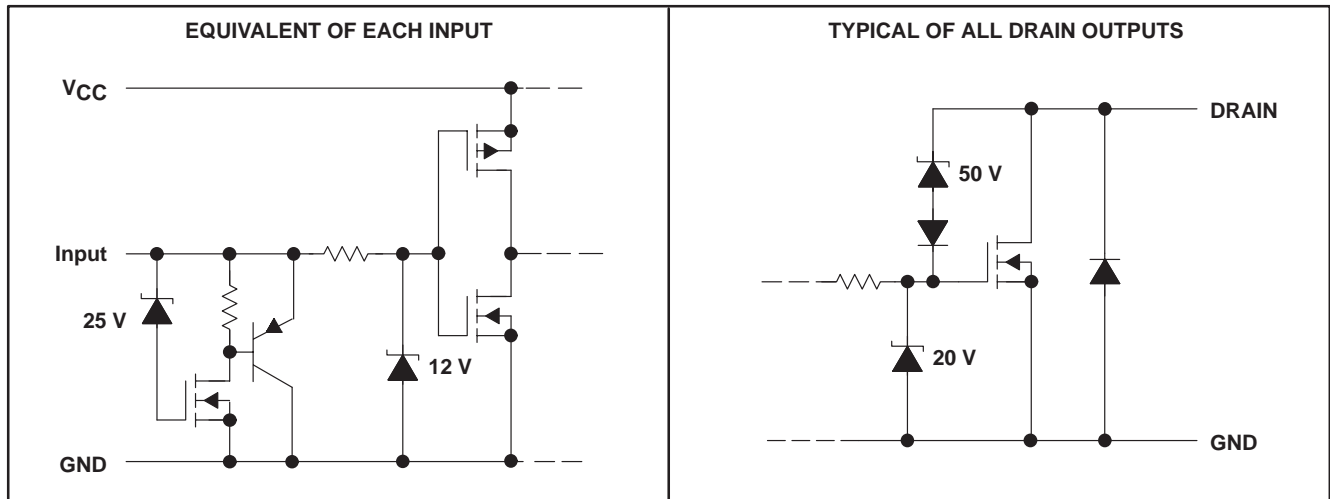 EQUIVALENT OF EACH INPUT
VCC
Input
25 V
12 V
GND
TYPICAL OF ALL DRAIN OUTPUTS
DRAIN
50 V
20 V
GND